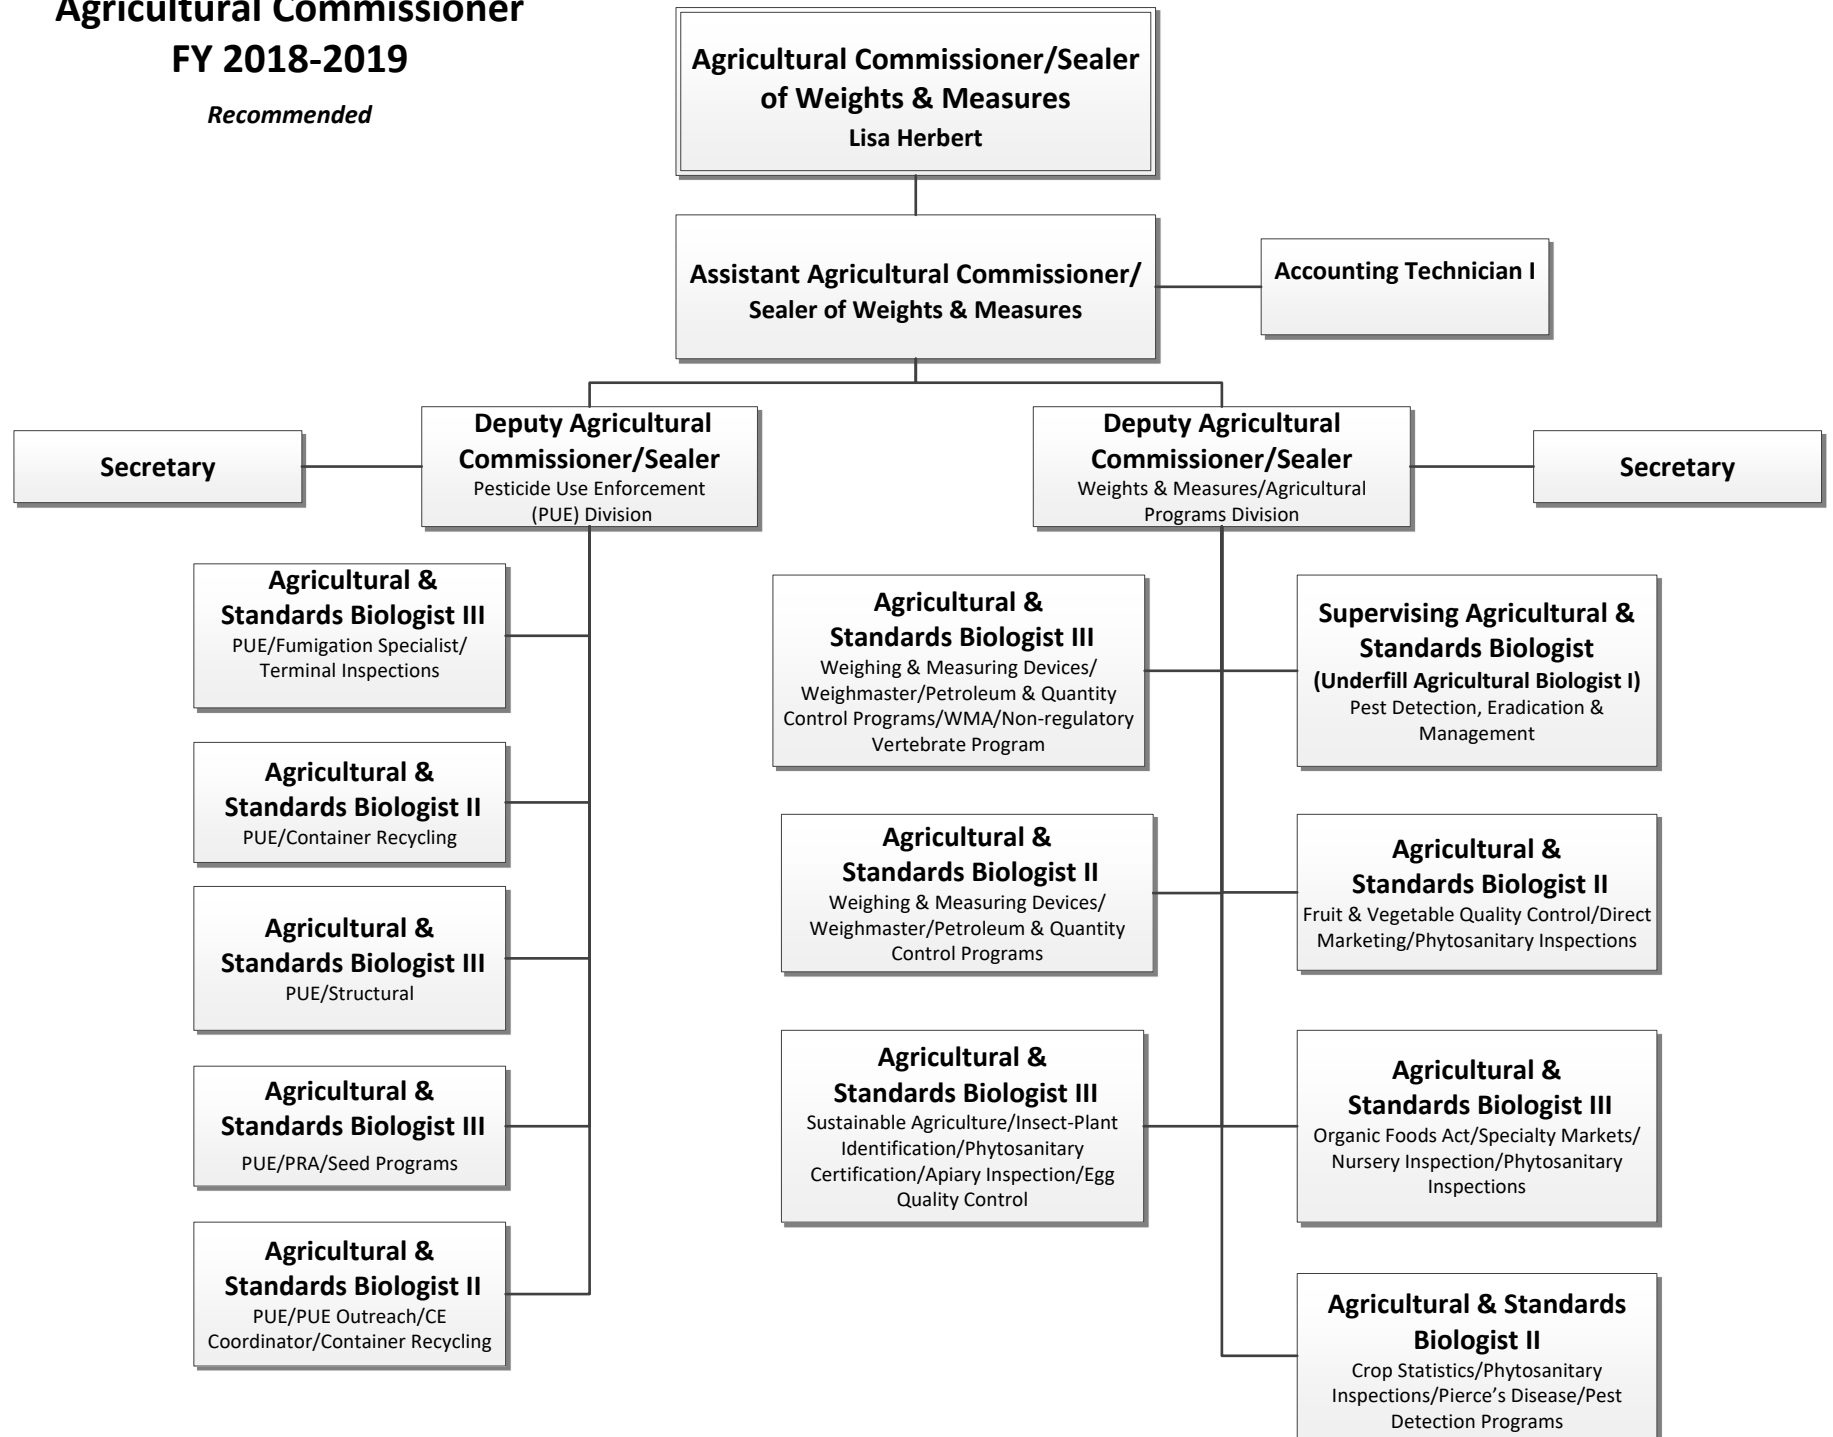 Agricultural Commissioner
FY 2018-2019
Recommended
Agricultural Commissioner/Sealer
of Weights & Measures
Lisa Herbert
Assistant Agricultural Commissioner/
Sealer of Weights & Measures
Accounting Technician I
Secretary
Deputy Agricultural
Commissioner/Sealer
Pesticide Use Enforcement
(PUE) Division
Deputy Agricultural
Commissioner/Sealer
Weights & Measures/Agricultural
Programs Division
Secretary
Agricultural &
Standards Biologist III
PUE/Fumigation Specialist/
Terminal Inspections
Agricultural &
Standards Biologist II
PUE/Container Recycling
Agricultural &
Standards Biologist III
PUE/Structural
Agricultural &
Standards Biologist III
PUE/PRA/Seed Programs
Agricultural &
Standards Biologist II
PUE/PUE Outreach/CE
Coordinator/Container Recycling
Agricultural &
Standards Biologist III
Weighing & Measuring Devices/
Weighmaster/Petroleum & Quantity
Control Programs/WMA/Non-regulatory
Vertebrate Program
Supervising Agricultural &
Standards Biologist
(Underfill Agricultural Biologist I)
Pest Detection, Eradication &
Management
Agricultural &
Standards Biologist II
Weighing & Measuring Devices/
Weighmaster/Petroleum & Quantity
Control Programs
Agricultural &
Standards Biologist II
Fruit & Vegetable Quality Control/Direct
Marketing/Phytosanitary Inspections
Agricultural &
Standards Biologist III
Sustainable Agriculture/Insect-Plant
Identification/Phytosanitary
Certification/Apiary Inspection/Egg
Quality Control
Agricultural &
Standards Biologist III
Organic Foods Act/Specialty Markets/
Nursery Inspection/Phytosanitary
Inspections
Agricultural & Standards
Biologist II
Crop Statistics/Phytosanitary
Inspections/Pierce's Disease/Pest
Detection Programs